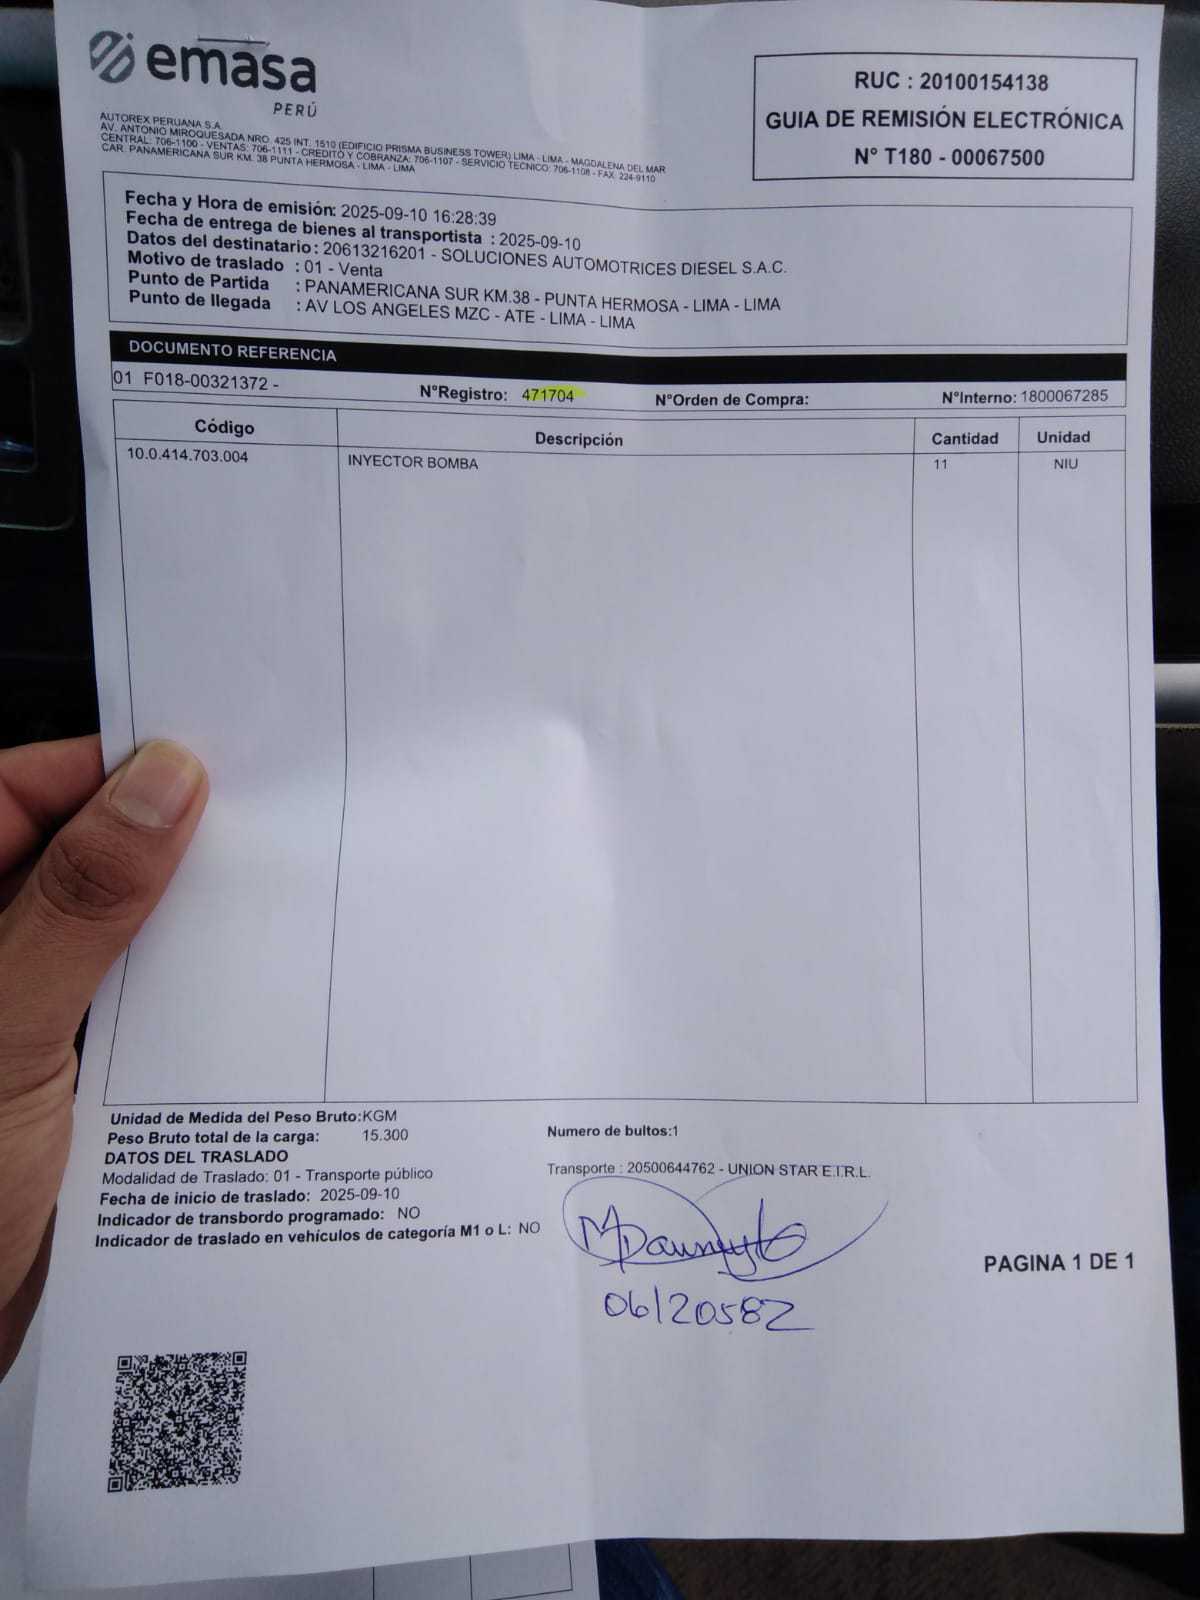 emasa
PERÚ
AUTOREX PERUANA S.A.
AV. ANTONIO MIROQUESADA NRO. 425 INT. 1510 (EDIFICIO PRISMA BUSINESS TOWER) LIMA - LIMA - MAGDALENA DEL MAR
CENTRAL: 706-1100 - VENTAS: 706-1111 - CREDITO Y COBRANZA: 706-1107 - SERVICIO TECNICO: 706-1108 - FAX: 224-9110
CAR. PANAMERICANA SUR KM. 38 PUNTA HERMOSA - LIMA - LIMA
RUC : 20100154138
GUIA DE REMISIÓN ELECTRÓNICA
N° T180 - 00067500
Fecha y Hora de emisión: 2025-09-10 16:28:39
Fecha de entrega de bienes al transportista : 2025-09-10
Datos del destinatario : 20613216201 - SOLUCIONES AUTOMOTRICES DIESEL S.A.C.
Motivo de traslado : 01 - Venta
Punto de Partida : PANAMERICANA SUR KM.38 - PUNTA HERMOSA - LIMA - LIMA
Punto de llegada : AV LOS ANGELES MZC - ATE - LIMA - LIMA
DOCUMENTO REFERENCIA
01 F018-00321372 - N°Registro: 471704 N°Orden de Compra: N°Interno: 1800067285
Código Descripción Cantidad Unidad
10.0.414.703.004 INYECTOR BOMBA 11 NIU
Unidad de Medida del Peso Bruto:KGM
Peso Bruto total de la carga: 15.300
Numero de bultos:1
DATOS DEL TRASLADO
Modalidad de Traslado: 01 - Transporte público
Transporte : 20500644762 - UNION STAR E.I.R.L.
Fecha de inicio de traslado: 2025-09-10
Indicador de transbordo programado: NO
Indicador de traslado en vehículos de categoría M1 o L: NO
06120582
PAGINA 1 DE 1